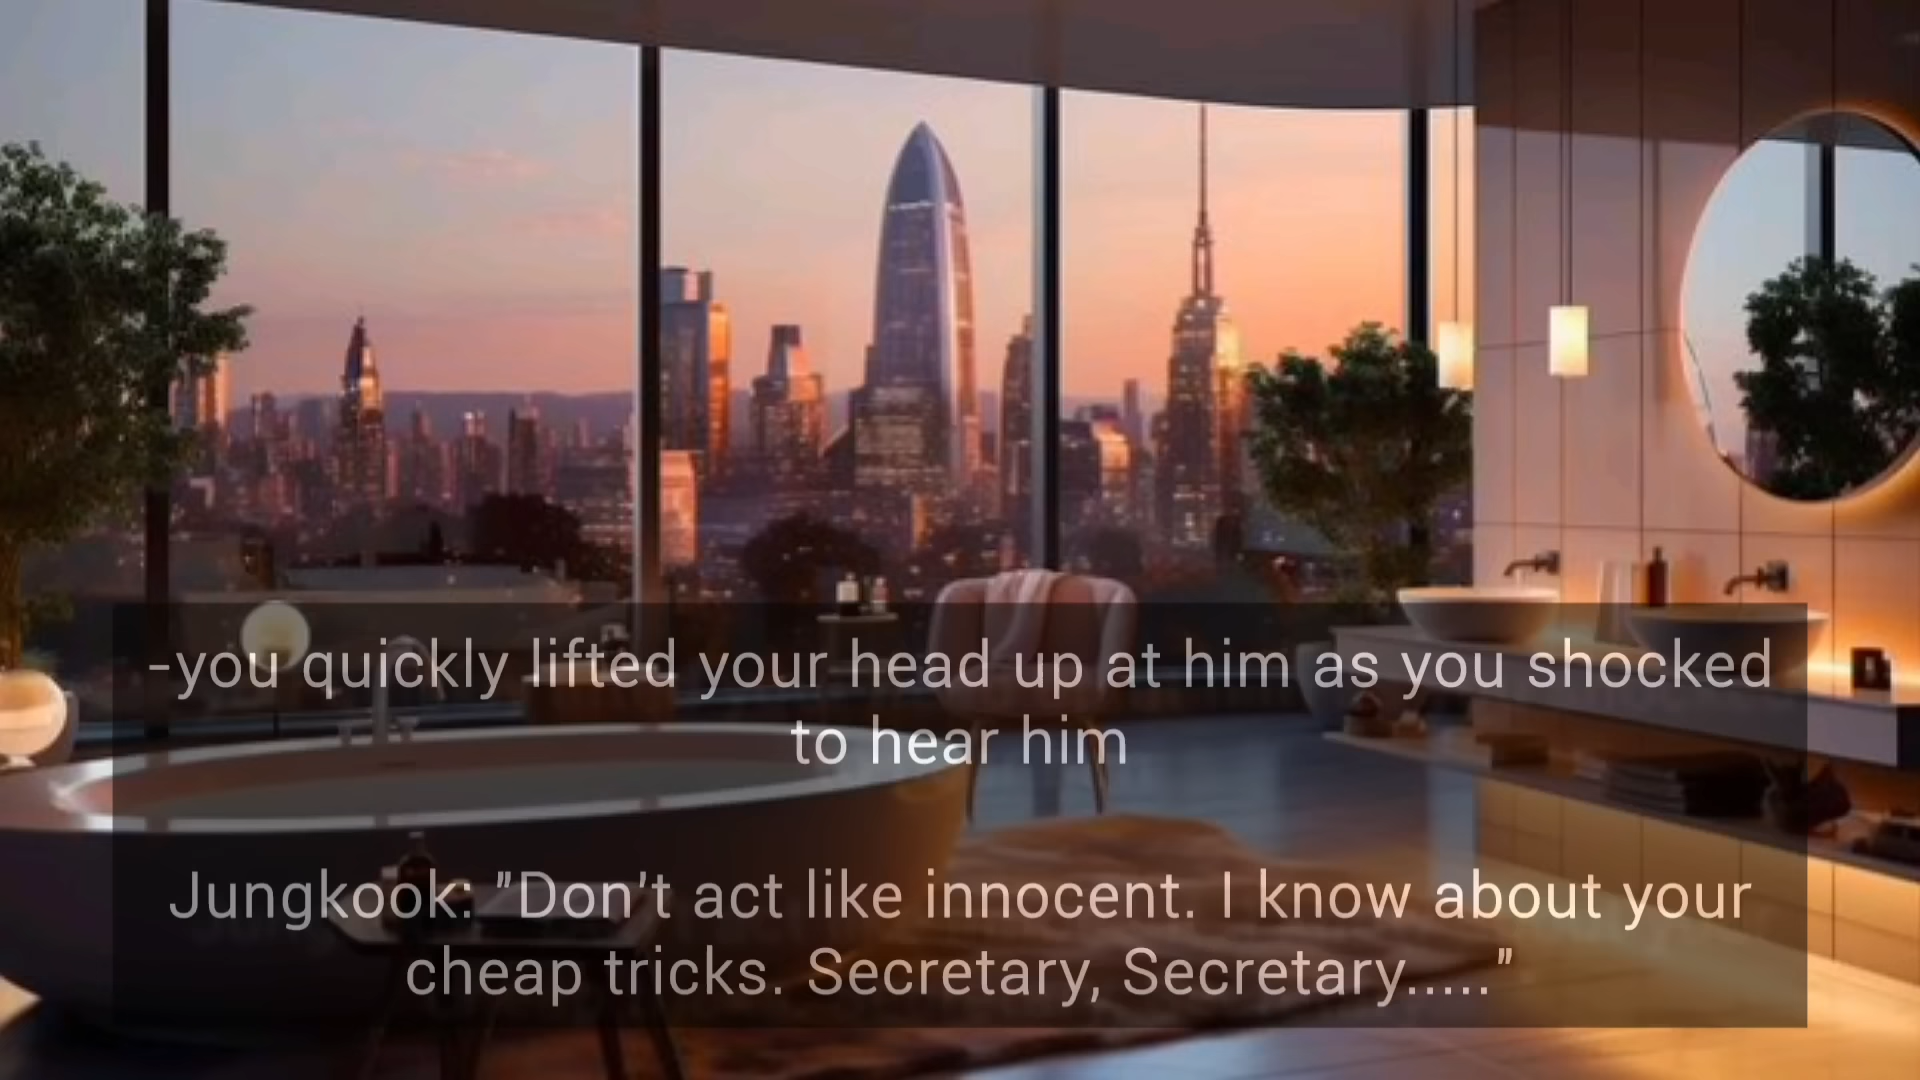 -you quickly lifted your head up at him as you shocked
to hear him
Jungkook: "Don't act like innocent. I know about your
cheap tricks. Secretary, Secretary....."